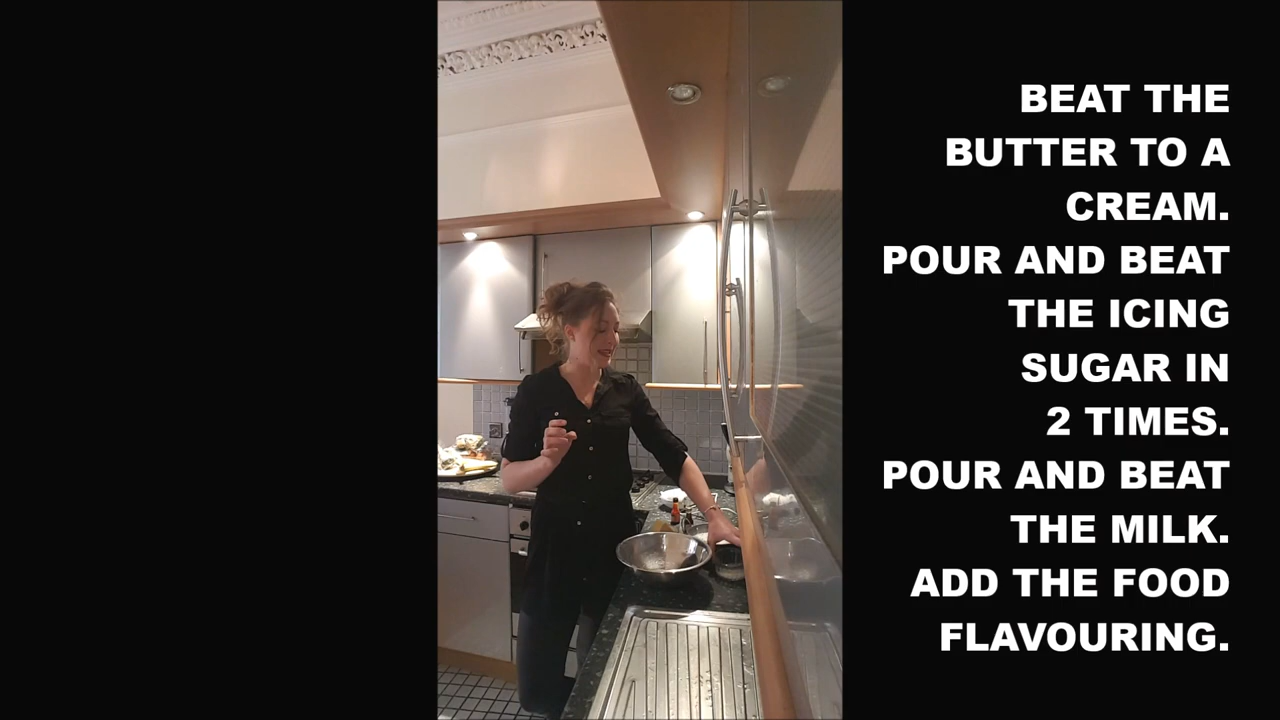 BEAT THE
BUTTER TO A
CREAM.
POUR AND BEAT
THE ICING
SUGAR IN
2 TIMES.
POUR AND BEAT
THE MILK.
ADD THE FOOD
FLAVOURING.